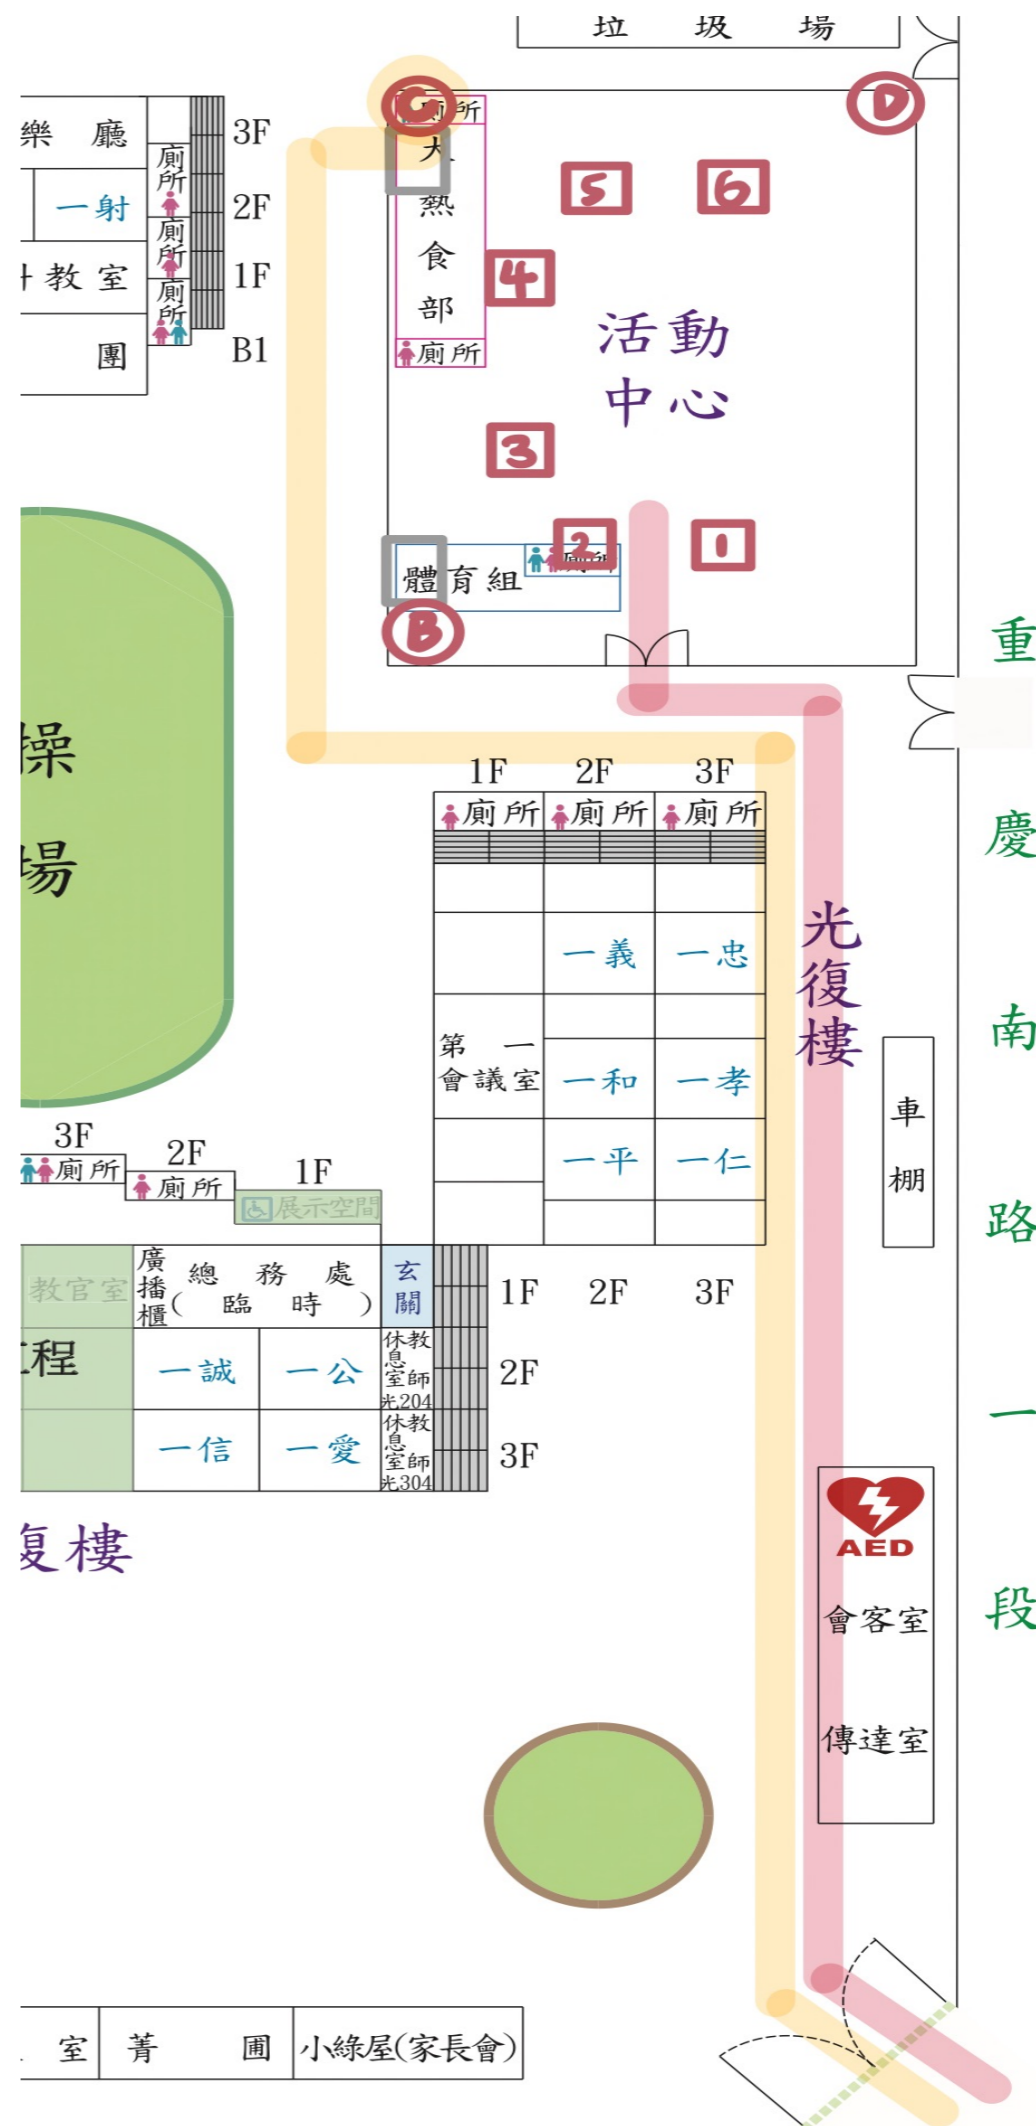 垃圾場
C
廁所
D
樂廳
3F
廁所
大熱食部
5
6
一射
2F
廁所
4
教室
1F
廁所
活動
中心
團
B1
廁所
3
2
廁所
1
體育組
B
操場
重慶南路一段
1F
2F
3F
廁所
廁所
廁所
光復樓
一義
一忠
第一
會議室
一和
一孝
車棚
一平
一仁
3F
2F
1F
廁所
廁所
展示空間
教官室
廣播櫃
總務處
(臨時)
玄關
1F
2F
3F
程
一誠
一公
教師
休息室
光204
2F
一信
一愛
教師
休息室
光304
3F
復樓
AED
會客室
傳達室
室
菁圃
小綠屋(家長會)